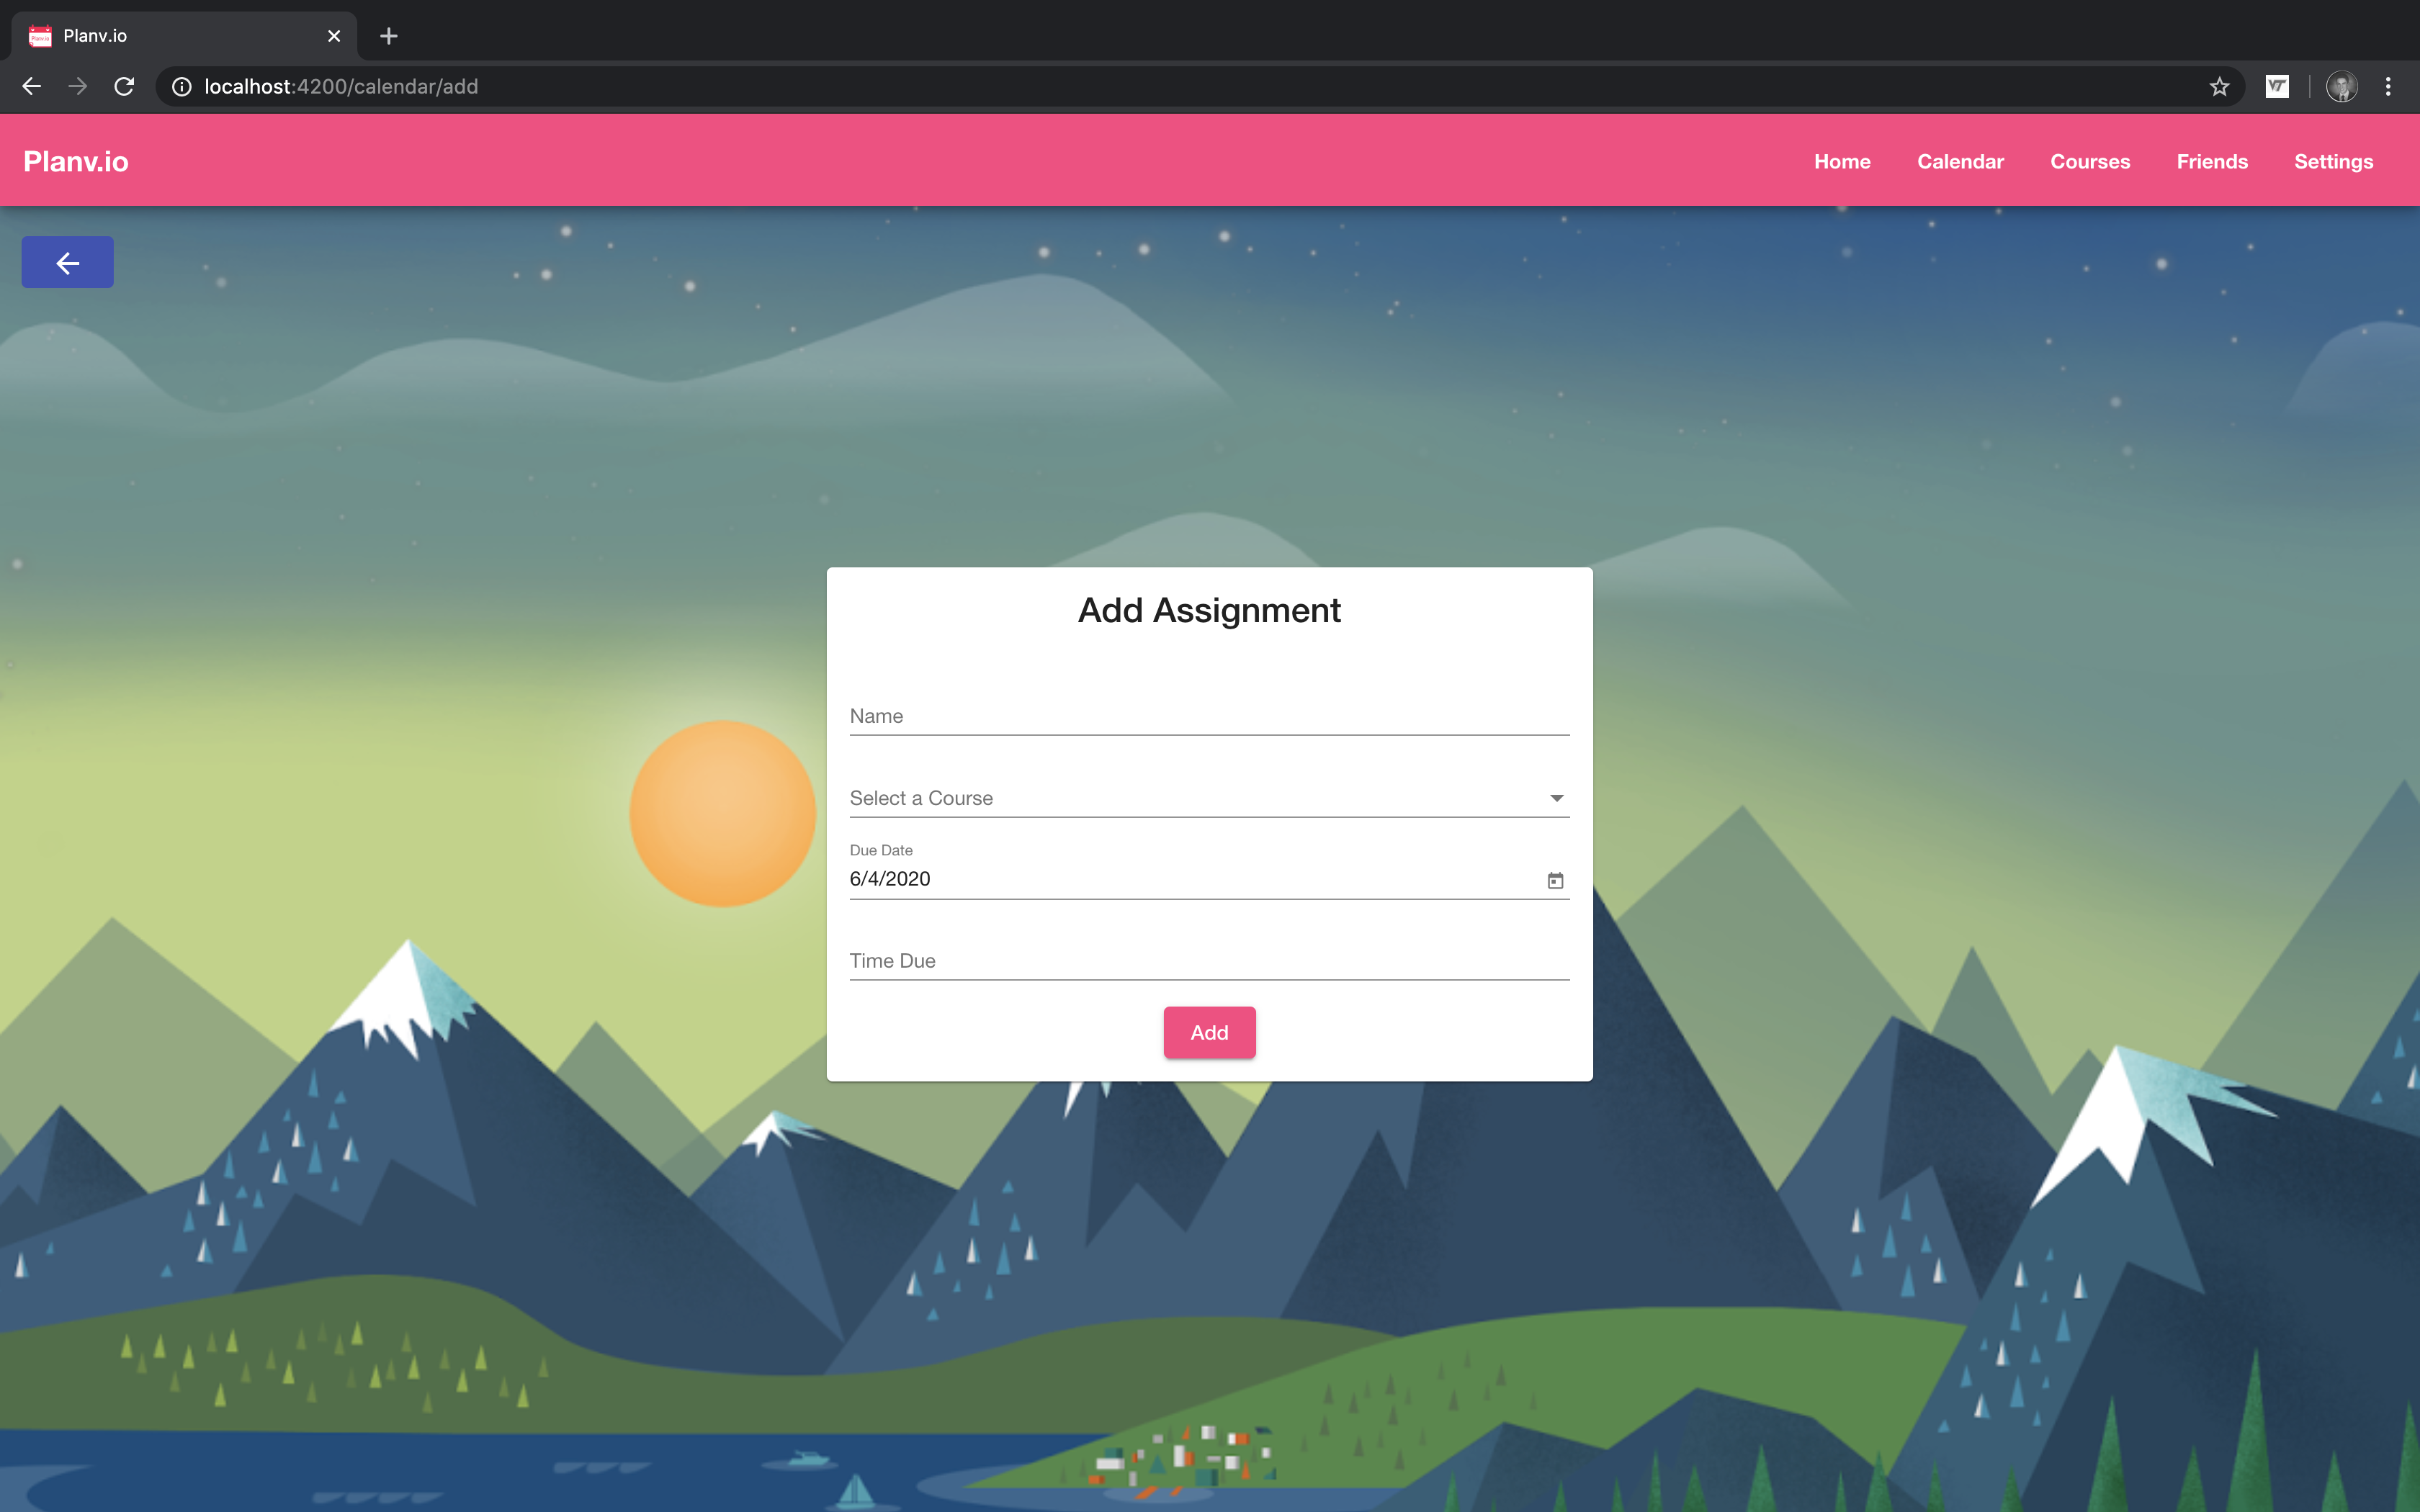 Planv.io
localhost:4200/calendar/add
VT
Planv.io
Home Calendar Courses Friends Settings
Add Assignment
Name
Select a Course
Due Date
6/4/2020
Time Due
Add